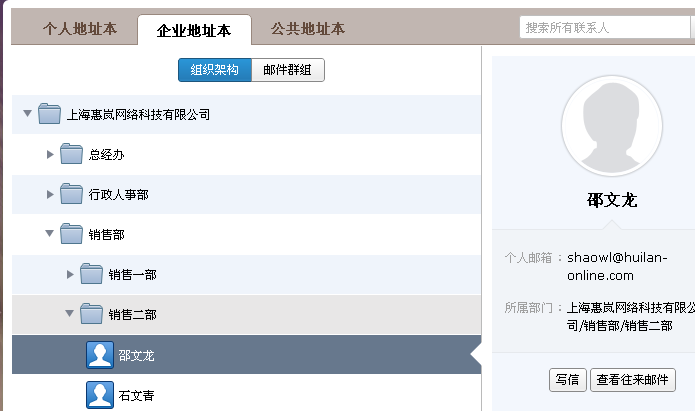 个人地址本 企业地址本 公共地址本 搜索所有联系人
组织架构 邮件群组
上海惠岚网络科技有限公司
总经办
行政人事部
销售部
销售一部
销售二部
邵文龙
石文青
邵文龙
个人邮箱：shaowl@huilan-
online.com
所属部门：上海惠岚网络科技有限公
司/销售部/销售二部
写信 查看往来邮件